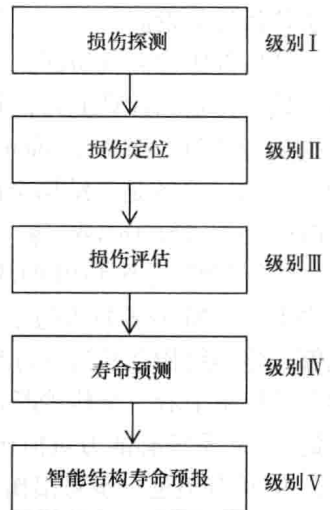 损伤探测 级别Ⅰ
损伤定位 级别Ⅱ
损伤评估 级别Ⅲ
寿命预测 级别Ⅳ
智能结构寿命预报 级别Ⅴ